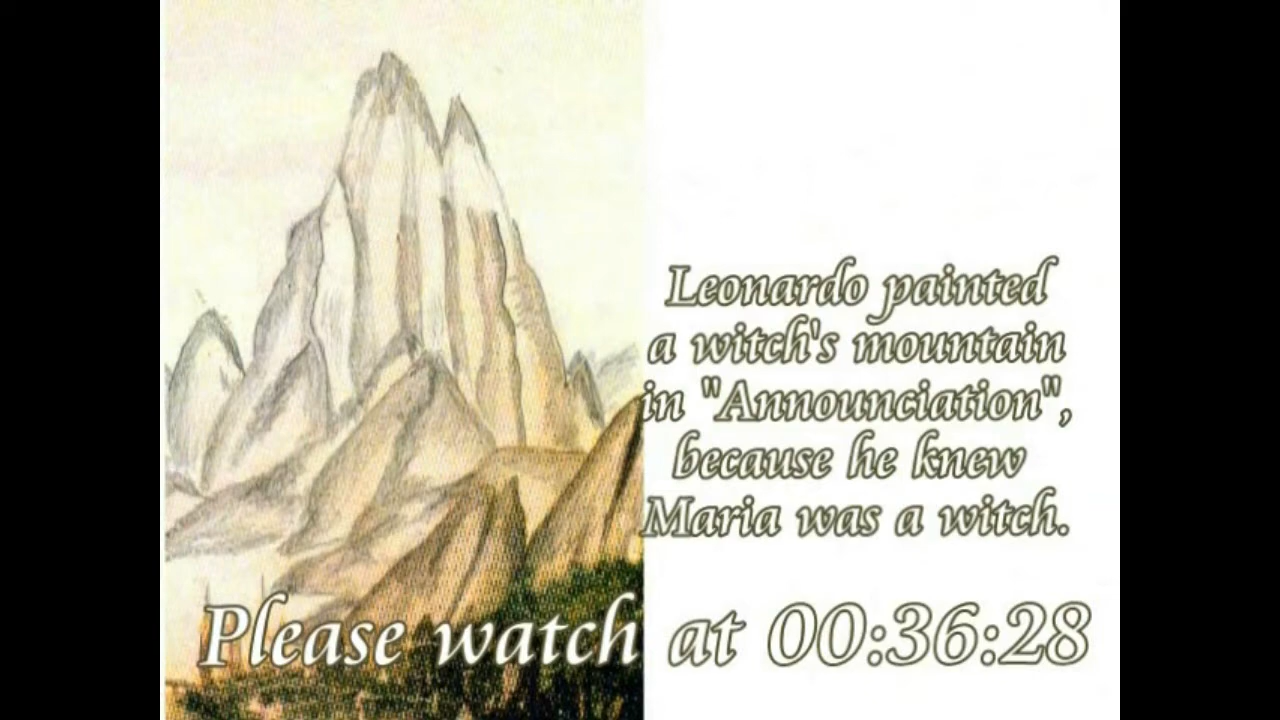 Leonardo painted
a witch's mountain
in "Announciation",
because he knew
Maria was a witch.
Please watch at 00:36:28